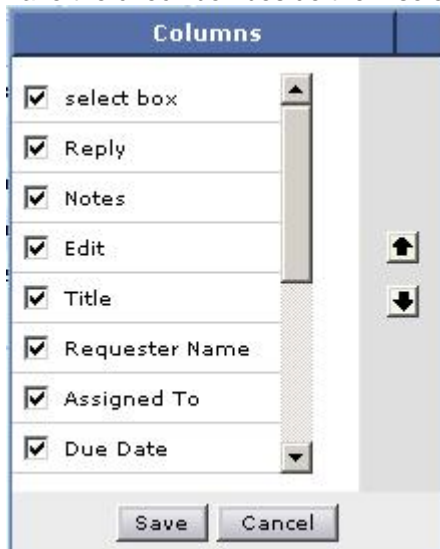 Columns
select box
Reply
Notes
Edit
Title
Requester Name
Assigned To
Due Date
Save Cancel